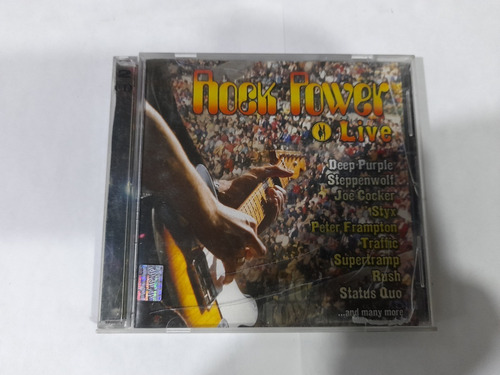 Rock Power
Live
Deep Purple
Steppenwolf
Joe Cocker
Styx
Peter Frampton
Traffic
Supertramp
Rush
Status Quo
...and many more